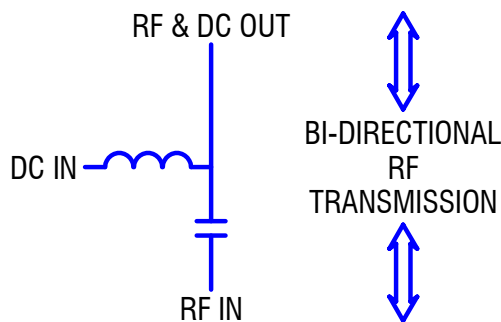 RF & DC OUT
BI-DIRECTIONAL
RF
TRANSMISSION
DC IN
RF IN